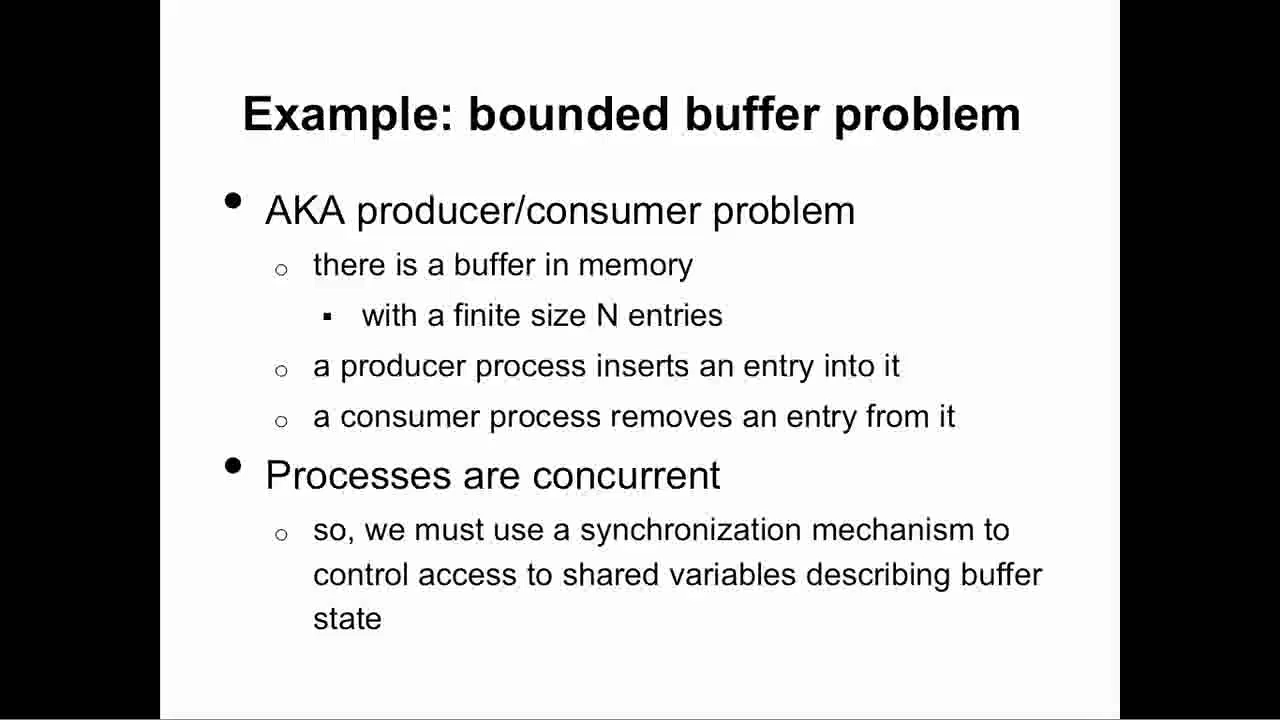 Example: bounded buffer problem
• AKA producer/consumer problem
o there is a buffer in memory
▪ with a finite size N entries
o a producer process inserts an entry into it
o a consumer process removes an entry from it
• Processes are concurrent
o so, we must use a synchronization mechanism to
control access to shared variables describing buffer
state